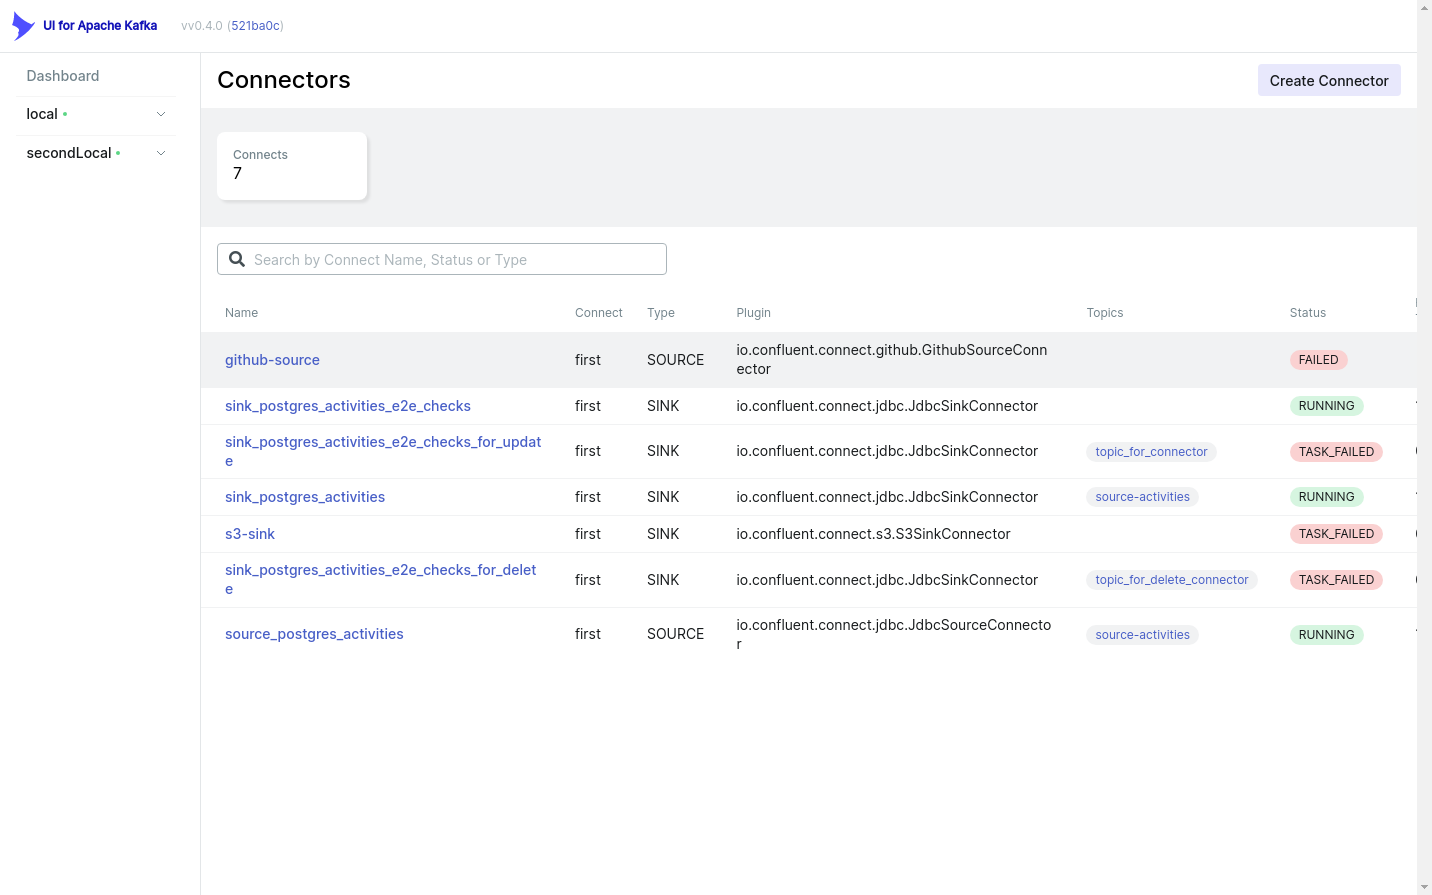 UI for Apache Kafka vv0.4.0 (521ba0c)
Dashboard
local
secondLocal
Connectors
Create Connector
Connects
7
Search by Connect Name, Status or Type
Name Connect Type Plugin Topics Status
github-source first SOURCE io.confluent.connect.github.GithubSourceConn
ector FAILED
sink_postgres_activities_e2e_checks first SINK io.confluent.connect.jdbc.JdbcSinkConnector RUNNING
sink_postgres_activities_e2e_checks_for_updat
e first SINK io.confluent.connect.jdbc.JdbcSinkConnector topic_for_connector TASK_FAILED
sink_postgres_activities first SINK io.confluent.connect.jdbc.JdbcSinkConnector source-activities RUNNING
s3-sink first SINK io.confluent.connect.s3.S3SinkConnector TASK_FAILED
sink_postgres_activities_e2e_checks_for_delet
e first SINK io.confluent.connect.jdbc.JdbcSinkConnector topic_for_delete_connector TASK_FAILED
source_postgres_activities first SOURCE io.confluent.connect.jdbc.JdbcSourceConnecto
r source-activities RUNNING